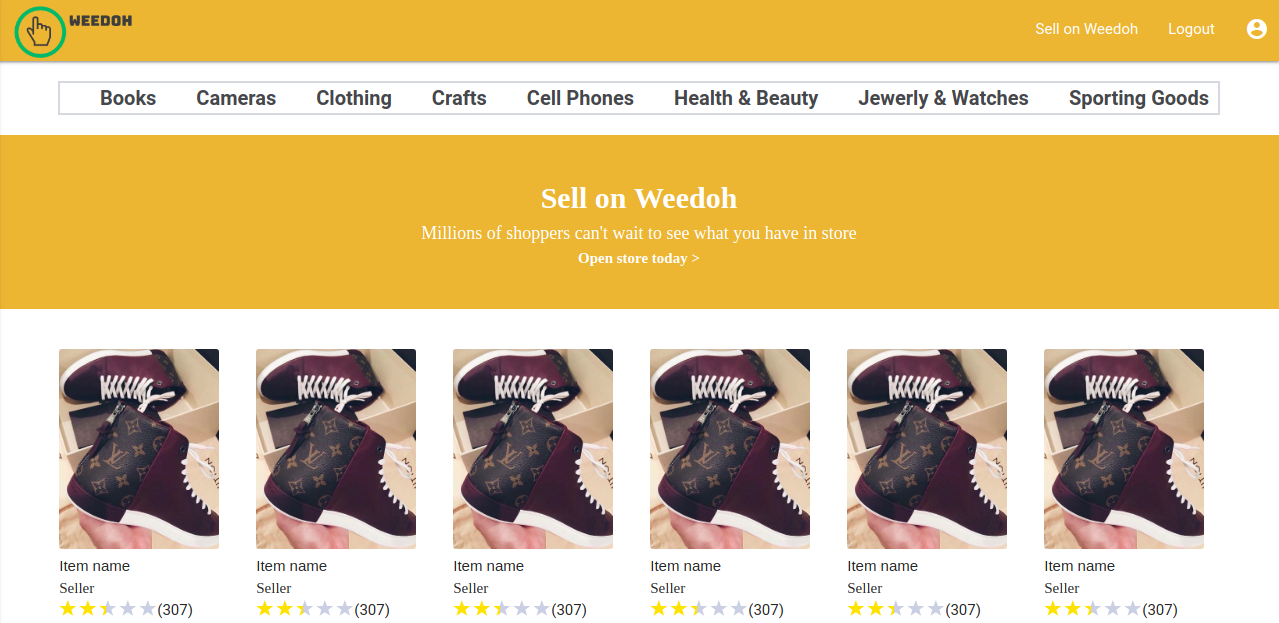 WEEDOH
Sell on Weedoh Logout
Books Cameras Clothing Crafts Cell Phones Health & Beauty Jewerly & Watches Sporting Goods
Sell on Weedoh
Millions of shoppers can't wait to see what you have in store
Open store today >
Item name Item name Item name Item name Item name Item name
Seller Seller Seller Seller Seller Seller
(307) (307) (307) (307) (307) (307)